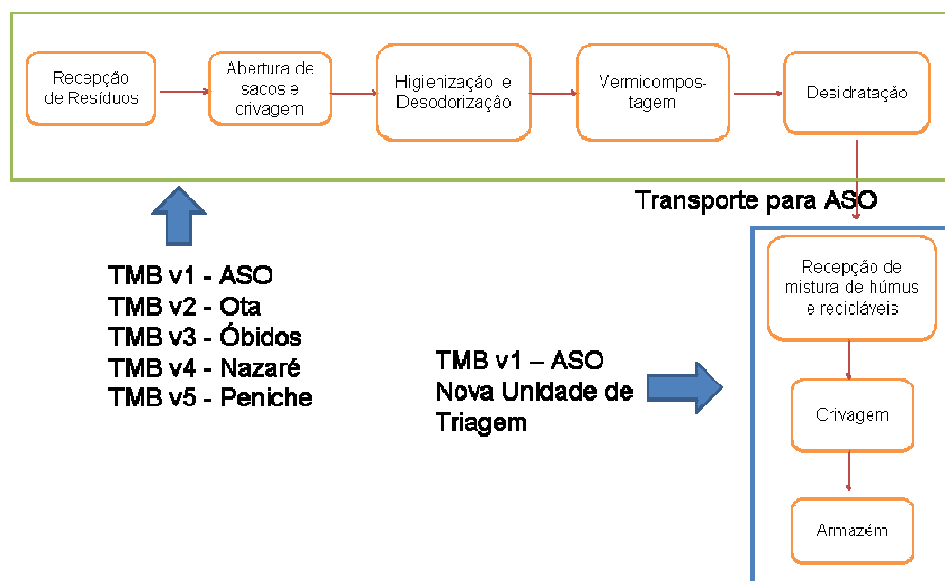 Recepção
de Resíduos
Abertura de
sacos e
crivagem
Higienização e
Desodorização
Vermicompos-
tagem
Desidratação
Transporte para ASO
TMB v1 - ASO
TMB v2 - Ota
TMB v3 - Óbidos
TMB v4 - Nazaré
TMB v5 - Peniche
TMB v1 – ASO
Nova Unidade de
Triagem
Recepção de
mistura de húmus
e recicláveis
Crivagem
Armazém